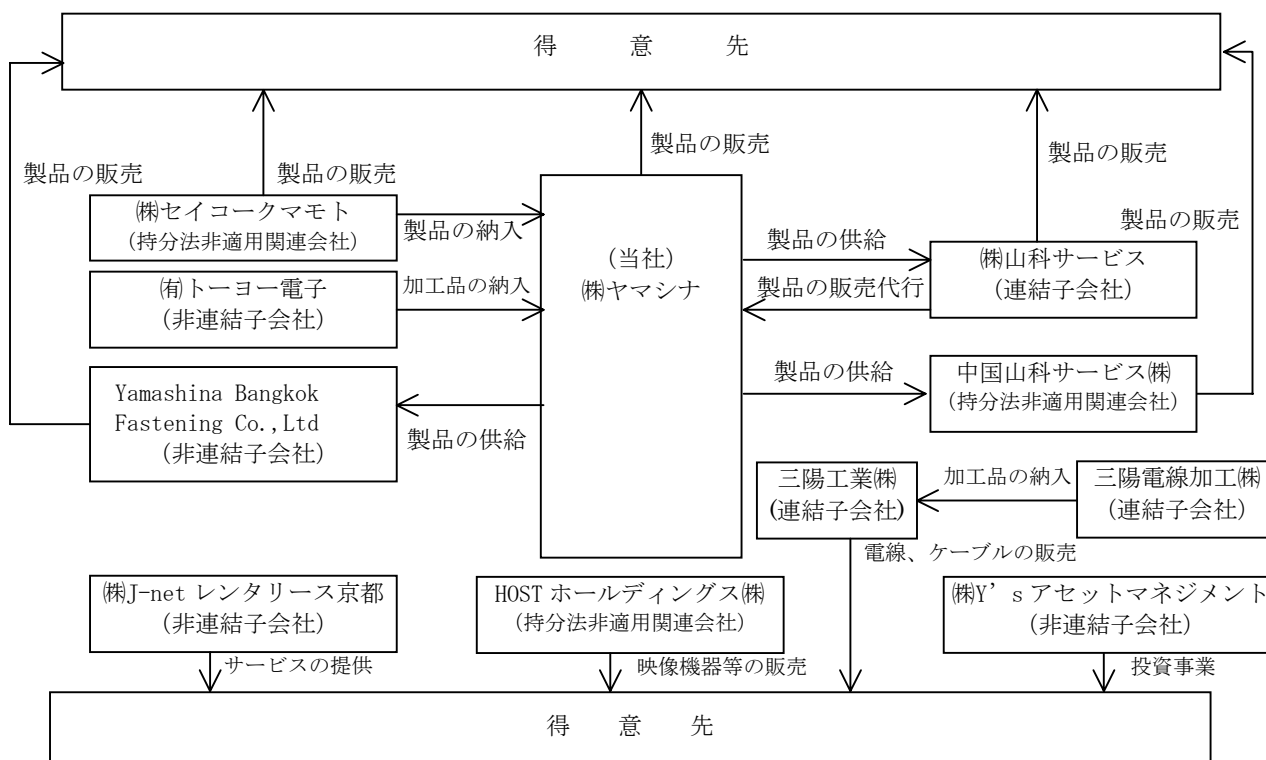 得 意 先
製品の販売
製品の販売
製品の販売
製品の販売
製品の販売
㈱セイコークマモト
(持分法非適用関連会社)
製品の納入
㈲トーヨー電子
(非連結子会社)
加工品の納入
Yamashina Bangkok
Fastening Co.,Ltd
(非連結子会社)
製品の供給
(当社)
㈱ヤマシナ
製品の供給
製品の販売代行
㈱山科サービス
(連結子会社)
製品の供給
中国山科サービス㈱
(持分法非適用関連会社)
三陽工業㈱
(連結子会社)
加工品の納入
三陽電線加工㈱
(連結子会社)
電線、ケーブルの販売
㈱J-net レンタリース京都
(非連結子会社)
サービスの提供
HOST ホールディングス㈱
(持分法非適用関連会社)
映像機器等の販売
㈱Y’s アセットマネジメント
(非連結子会社)
投資事業
得 意 先